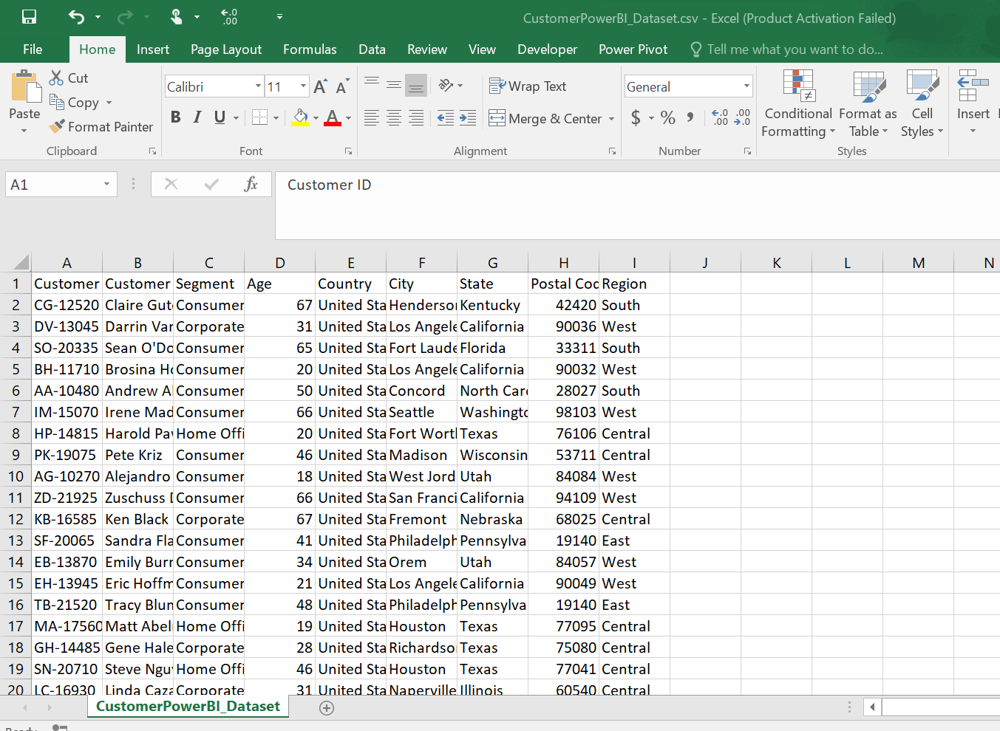 CustomerPowerBI_Dataset.csv - Excel (Product Activation Failed)
File Home Insert Page Layout Formulas Data Review View Developer Power Pivot Tell me what you want to do...
Paste
Cut
Copy
Format Painter
Clipboard
Calibri 11
B I U
Font
Wrap Text
Merge & Center
Alignment
General
$ % , .00 .00
Number
Conditional Formatting
Format as Table
Cell Styles
Styles
Insert
A1 fx Customer ID
A B C D E F G H I J K L M N
1 Customer Customer Segment Age Country City State Postal Coc Region
2 CG-12520 Claire Gut Consumer 67 United Sta Henderson Kentucky 42420 South
3 DV-13045 Darrin Var Corporate 31 United Sta Los Angele California 90036 West
4 SO-20335 Sean O'Do Consumer 65 United Sta Fort Laude Florida 33311 South
5 BH-11710 Brosina Ho Consumer 20 United Sta Los Angele California 90032 West
6 AA-10480 Andrew Al Consumer 50 United Sta Concord North Caro 28027 South
7 IM-15070 Irene Mad Consumer 66 United Sta Seattle Washingto 98103 West
8 HP-14815 Harold Pav Home Offi 20 United Sta Fort Wortl Texas 76106 Central
9 PK-19075 Pete Kriz Consumer 46 United Sta Madison Wisconsin 53711 Central
10 AG-10270 Alejandro Consumer 18 United Sta West Jord Utah 84084 West
11 ZD-21925 Zuschuss Consumer 66 United Sta San Franci California 94109 West
12 KB-16585 Ken Black Corporate 67 United Sta Fremont Nebraska 68025 Central
13 SF-20065 Sandra Fla Consumer 41 United Sta Philadelph Pennsylva 19140 East
14 EB-13870 Emily Burr Consumer 34 United Sta Orem Utah 84057 West
15 EH-13945 Eric Hoffm Consumer 21 United Sta Los Angele California 90049 West
16 TB-21520 Tracy Blun Consumer 48 United Sta Philadelph Pennsylva 19140 East
17 MA-17560 Matt Abel Home Offi 19 United Sta Houston Texas 77095 Central
18 GH-14485 Gene Hale Corporate 28 United Sta Richardso Texas 75080 Central
19 SN-20710 Steve Ngu Home Offi 46 United Sta Houston Texas 77041 Central
20 LC-16930 Linda Caza Corporate 31 United Sta Naperville Illinois 60540 Central
CustomerPowerBI_Dataset